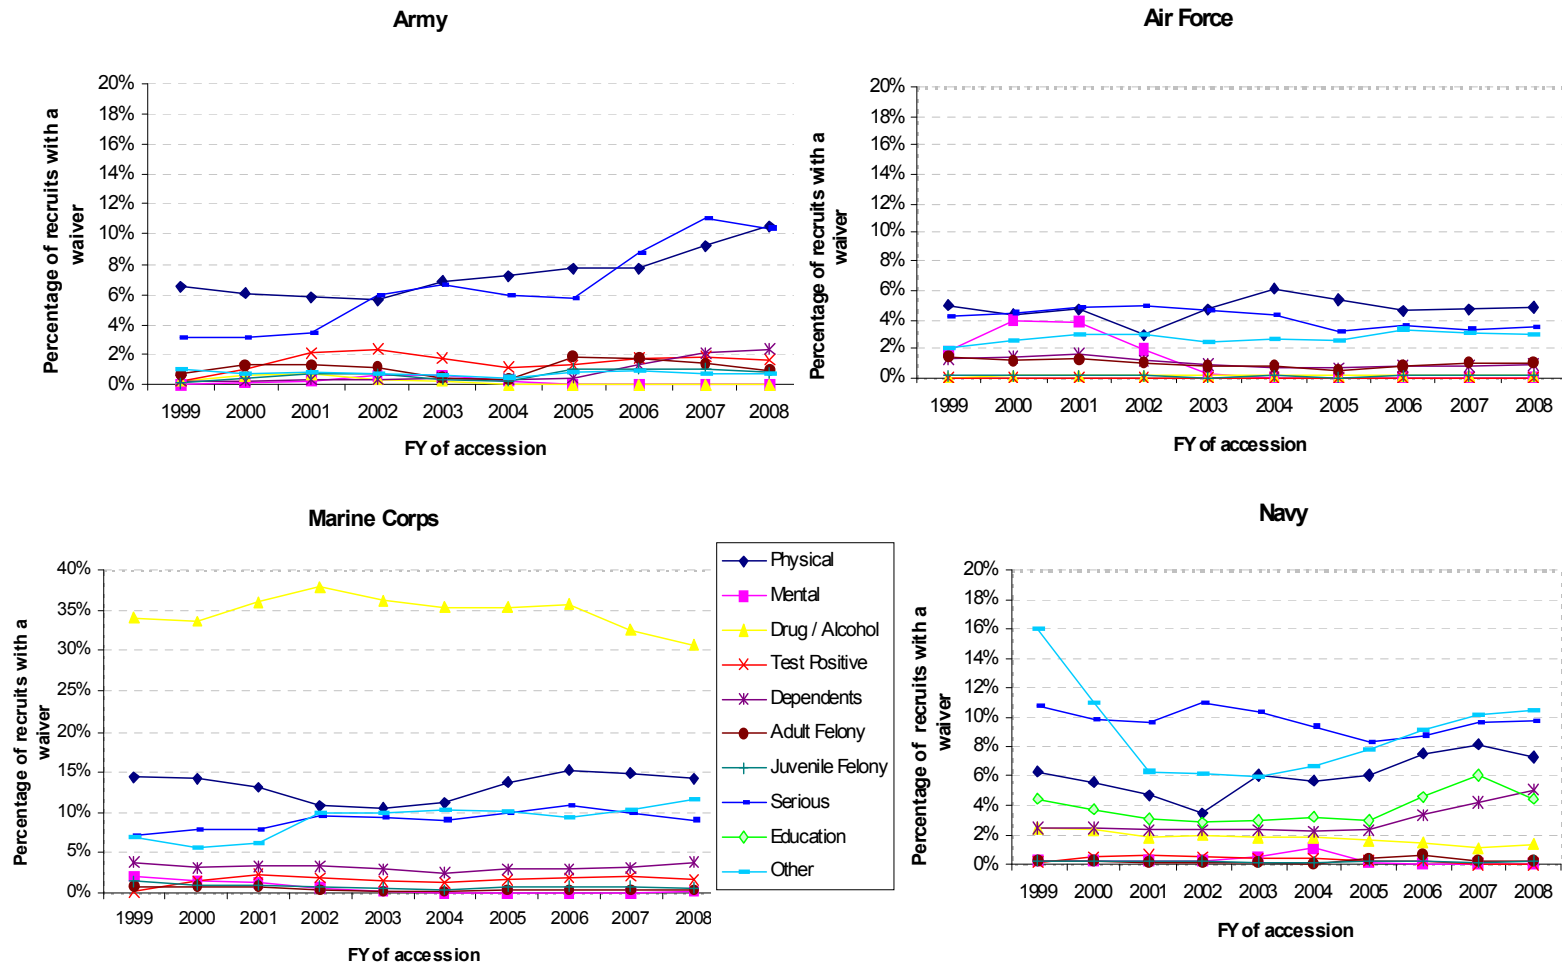 Army
Percentage of recruits with a
waiver
20%
18%
16%
14%
12%
10%
8%
6%
4%
2%
0%
1999 2000 2001 2002 2003 2004 2005 2006 2007 2008
FY of accession
Air Force
Percentage of recruits with a
waiver
20%
18%
16%
14%
12%
10%
8%
6%
4%
2%
0%
1999 2000 2001 2002 2003 2004 2005 2006 2007 2008
FY of accession
Marine Corps
Percentage of recruits with a
waiver
40%
35%
30%
25%
20%
15%
10%
5%
0%
1999 2000 2001 2002 2003 2004 2005 2006 2007 2008
FY of accession
Physical
Mental
Drug / Alcohol
Test Positive
Dependents
Adult Felony
Juvenile Felony
Serious
Education
Other
Navy
Percentage of recruits with a
waiver
20%
18%
16%
14%
12%
10%
8%
6%
4%
2%
0%
1999 2000 2001 2002 2003 2004 2005 2006 2007 2008
FY of accession